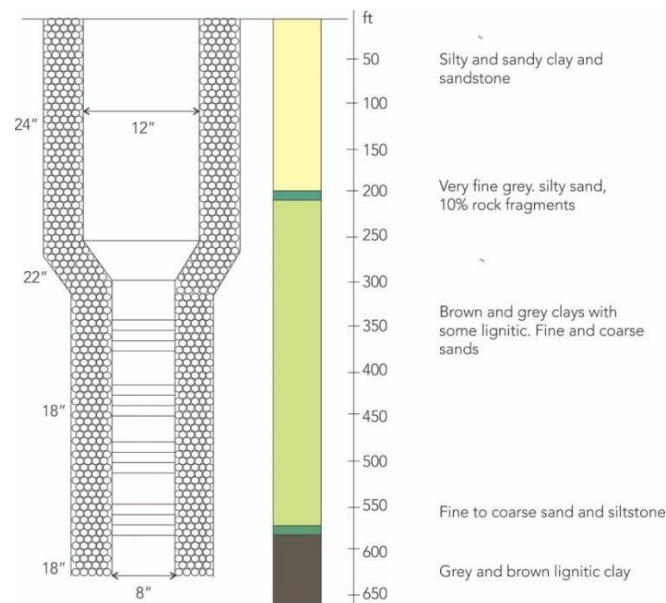 ft
50
Silty and sandy clay and
sandstone
100
24”
12”
150
200
Very fine grey. silty sand,
10% rock fragments
250
22”
300
Brown and grey clays with
some lignitic. Fine and coarse
sands
350
400
18”
450
500
550
Fine to coarse sand and siltstone
600
18”
Grey and brown lignitic clay
8”
650